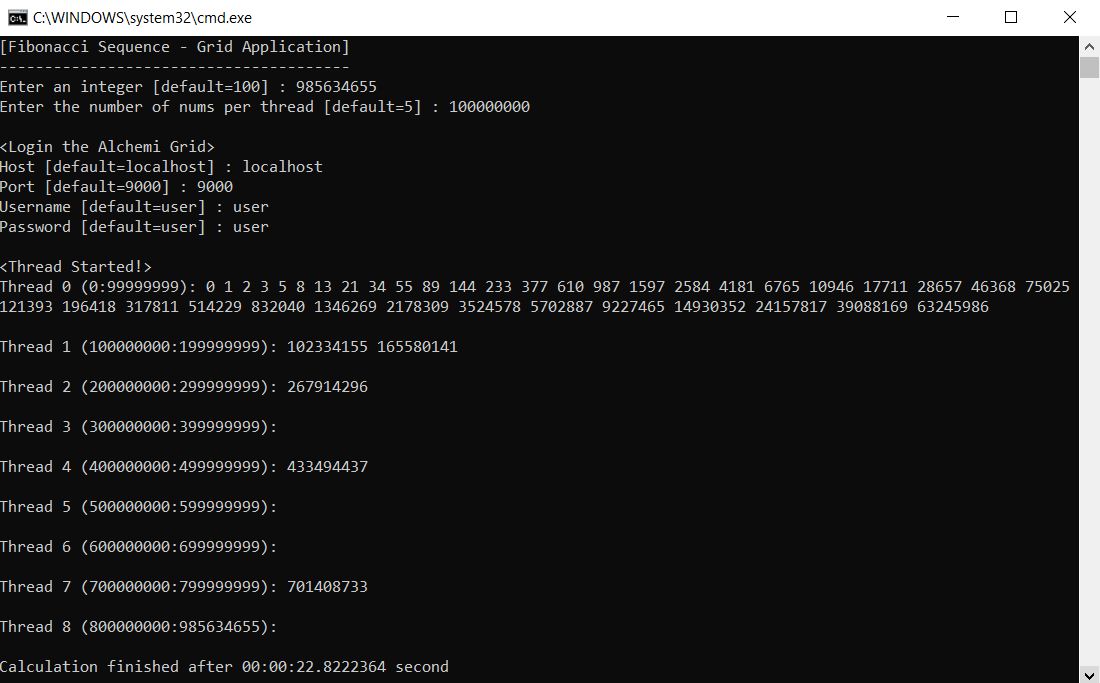 C:\WINDOWS\system32\cmd.exe
[Fibonacci Sequence - Grid Application]
---------------------------------------
Enter an integer [default=100] : 985634655
Enter the number of nums per thread [default=5] : 100000000
<Login the Alchemi Grid>
Host [default=localhost] : localhost
Port [default=9000] : 9000
Username [default=user] : user
Password [default=user] : user
<Thread Started!>
Thread 0 (0:99999999): 0 1 2 3 5 8 13 21 34 55 89 144 233 377 610 987 1597 2584 4181 6765 10946 17711 28657 46368 75025
121393 196418 317811 514229 832040 1346269 2178309 3524578 5702887 9227465 14930352 24157817 39088169 63245986
Thread 1 (100000000:199999999): 102334155 165580141
Thread 2 (200000000:299999999): 267914296
Thread 3 (300000000:399999999):
Thread 4 (400000000:499999999): 433494437
Thread 5 (500000000:599999999):
Thread 6 (600000000:699999999):
Thread 7 (700000000:799999999): 701408733
Thread 8 (800000000:985634655):
Calculation finished after 00:00:22.8222364 second